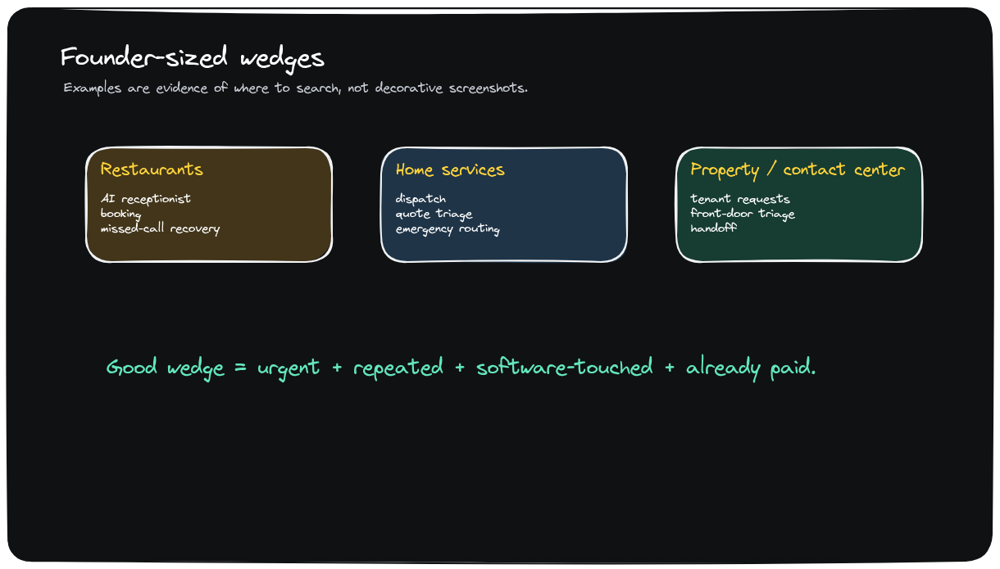 Founder-sized wedges
Examples are evidence of where to search, not decorative screenshots.
Restaurants
AI receptionist
booking
missed-call recovery
Home services
dispatch
quote triage
emergency routing
Property / contact center
tenant requests
front-door triage
handoff
Good wedge = urgent + repeated + software-touched + already paid.